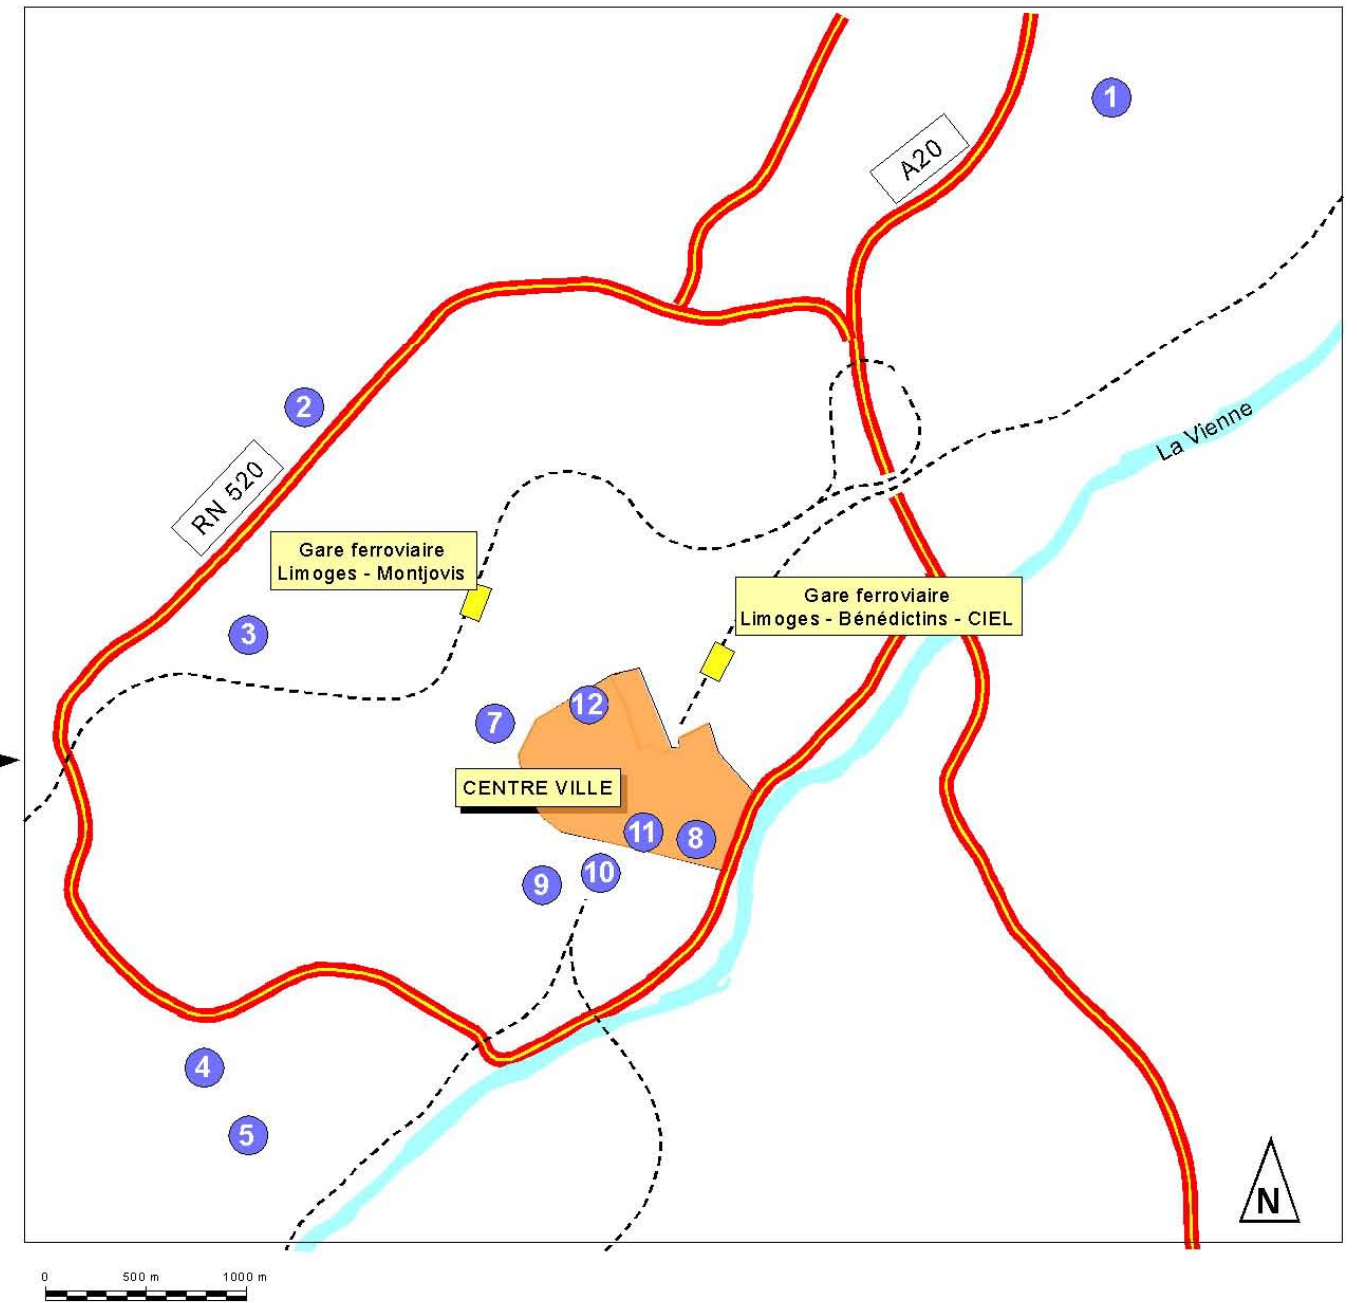 1
A20
2
La Vienne
RN 520
Gare ferroviaire
Limoges - Montjovis
Gare ferroviaire
Limoges - Bénédictins - CIEL
3
12
7
CENTRE VILLE
11
8
10
9
4
5
N
0 500 m 1000 m